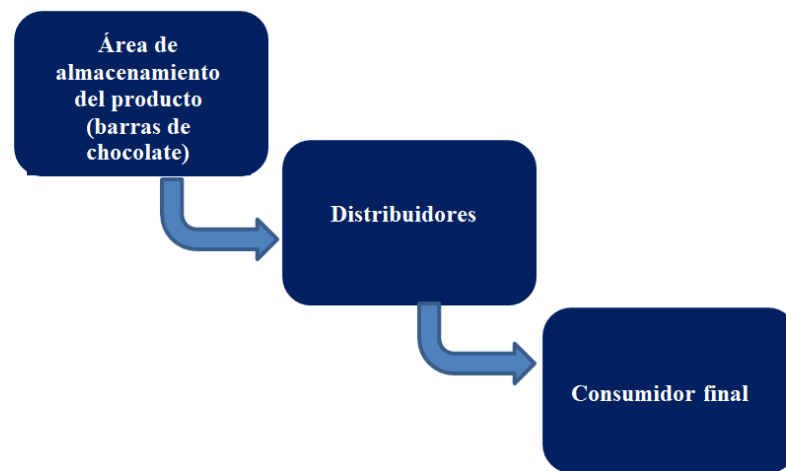 Área de
almacenamiento
del producto
(barras de
chocolate)
Distribuidores
Consumidor final